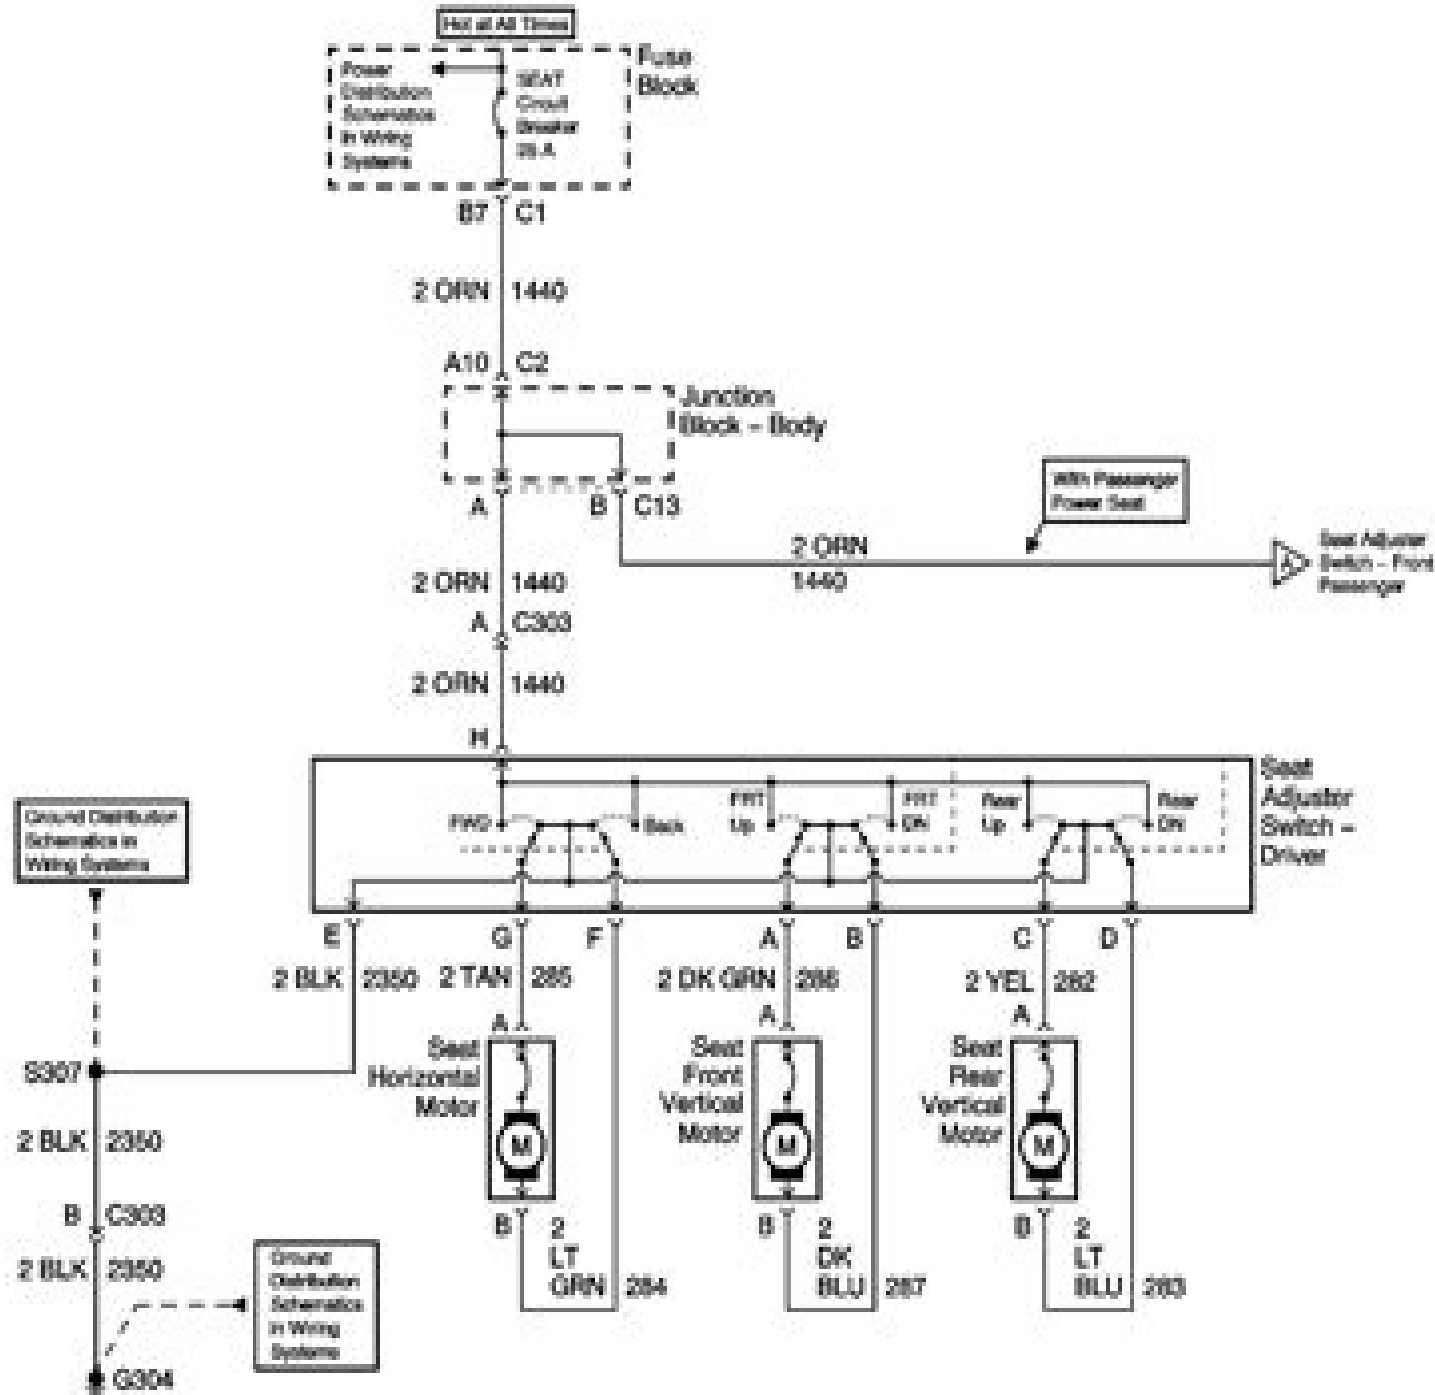 Hot at All Times
Fuse
Block
Power
Distribution
Schematics
in Wiring
Systems
SEAT
Circuit
Breaker
25 A
B7 C1
2 ORN 1440
A10 C2
Junction
Block - Body
A B C13
With Passenger
Power Seat
2 ORN
1440
A
Seat Adjuster
Switch - Front
Passenger
2 ORN 1440
A C303
2 ORN 1440
H
Seat
Adjuster
Switch -
Driver
FWD
Back
FRT
Up
FRT
DN
Rear
Up
Rear
DN
Ground Distribution
Schematics in
Wiring Systems
E G F A B C D
2 BLK 2350 2 TAN 285 2 DK GRN 286 2 YEL 282
A A A
Seat
Horizontal
Motor
M
Seat
Front
Vertical
Motor
M
Seat
Rear
Vertical
Motor
M
S307
2 BLK 2350
B C303
2 BLK 2350
B 2
LT
GRN 284
B 2
DK
BLU 287
B 2
LT
BLU 283
Ground
Distribution
Schematics
in Wiring
Systems
G304